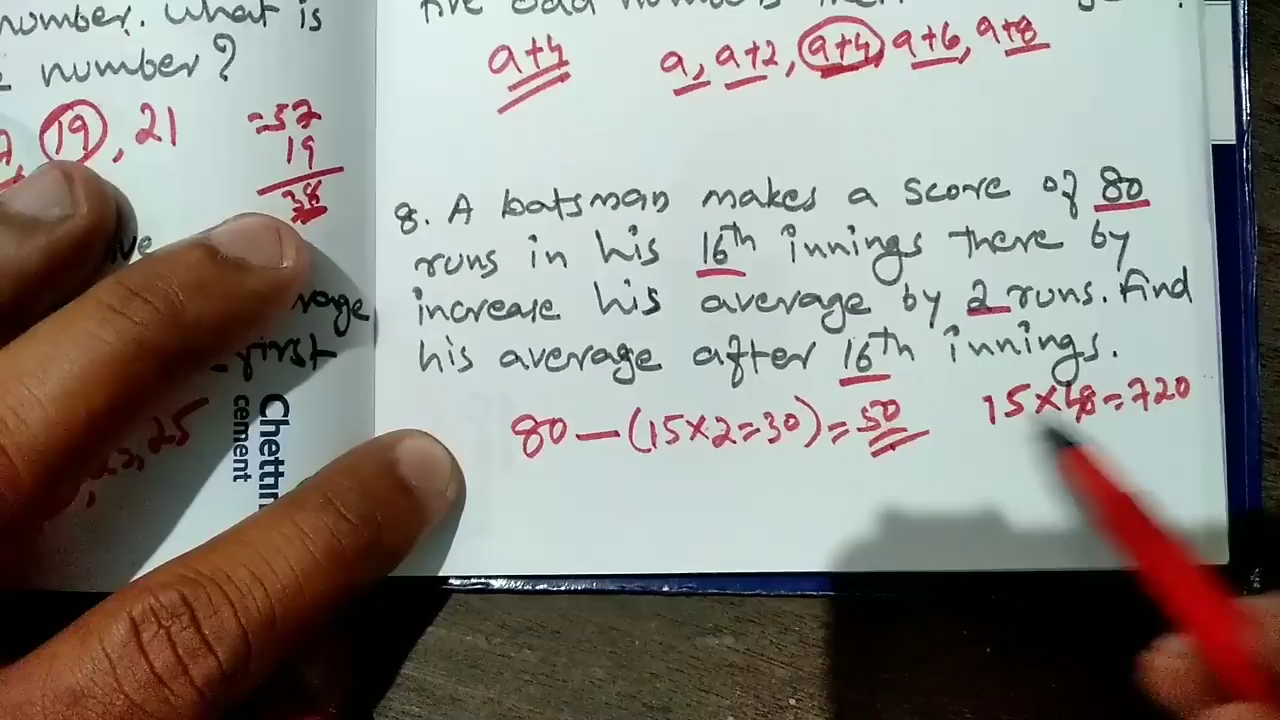 number. What is
number?
19, 21
=57
19
38
a+4
a, a+2, a+4, a+6, a+8
8. A batsman makes a score of 80
runs in his 16th innings there by
increase his average by 2 runs. Find
his average after 16th innings.
80-(15×2=30)=50
15×48=720
rage
first
, 25
Chettin
cement